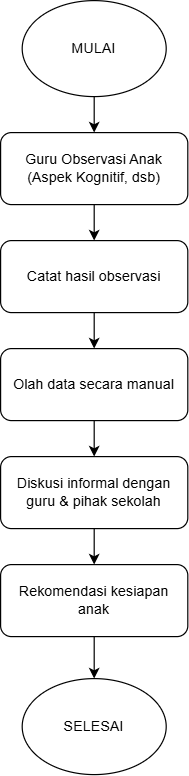 MULAI
Guru Observasi Anak
(Aspek Kognitif, dsb)
Catat hasil observasi
Olah data secara manual
Diskusi informal dengan
guru & pihak sekolah
Rekomendasi kesiapan
anak
SELESAI